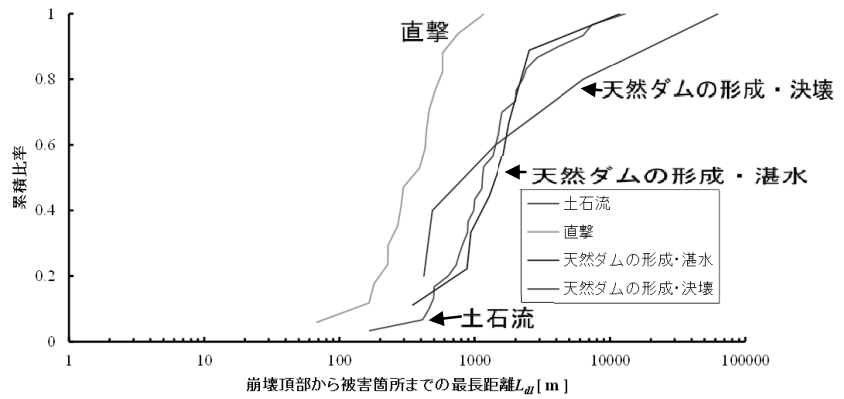 1
0.8
0.6
0.4
0.2
0
累積比率
直撃
天然ダムの形成・決壊
天然ダムの形成・湛水
土石流
土石流
直撃
天然ダムの形成・湛水
天然ダムの形成・決壊
1
10
100
1000
10000
100000
崩壊頂部から被害箇所までの最長距離Ldl [ m ]